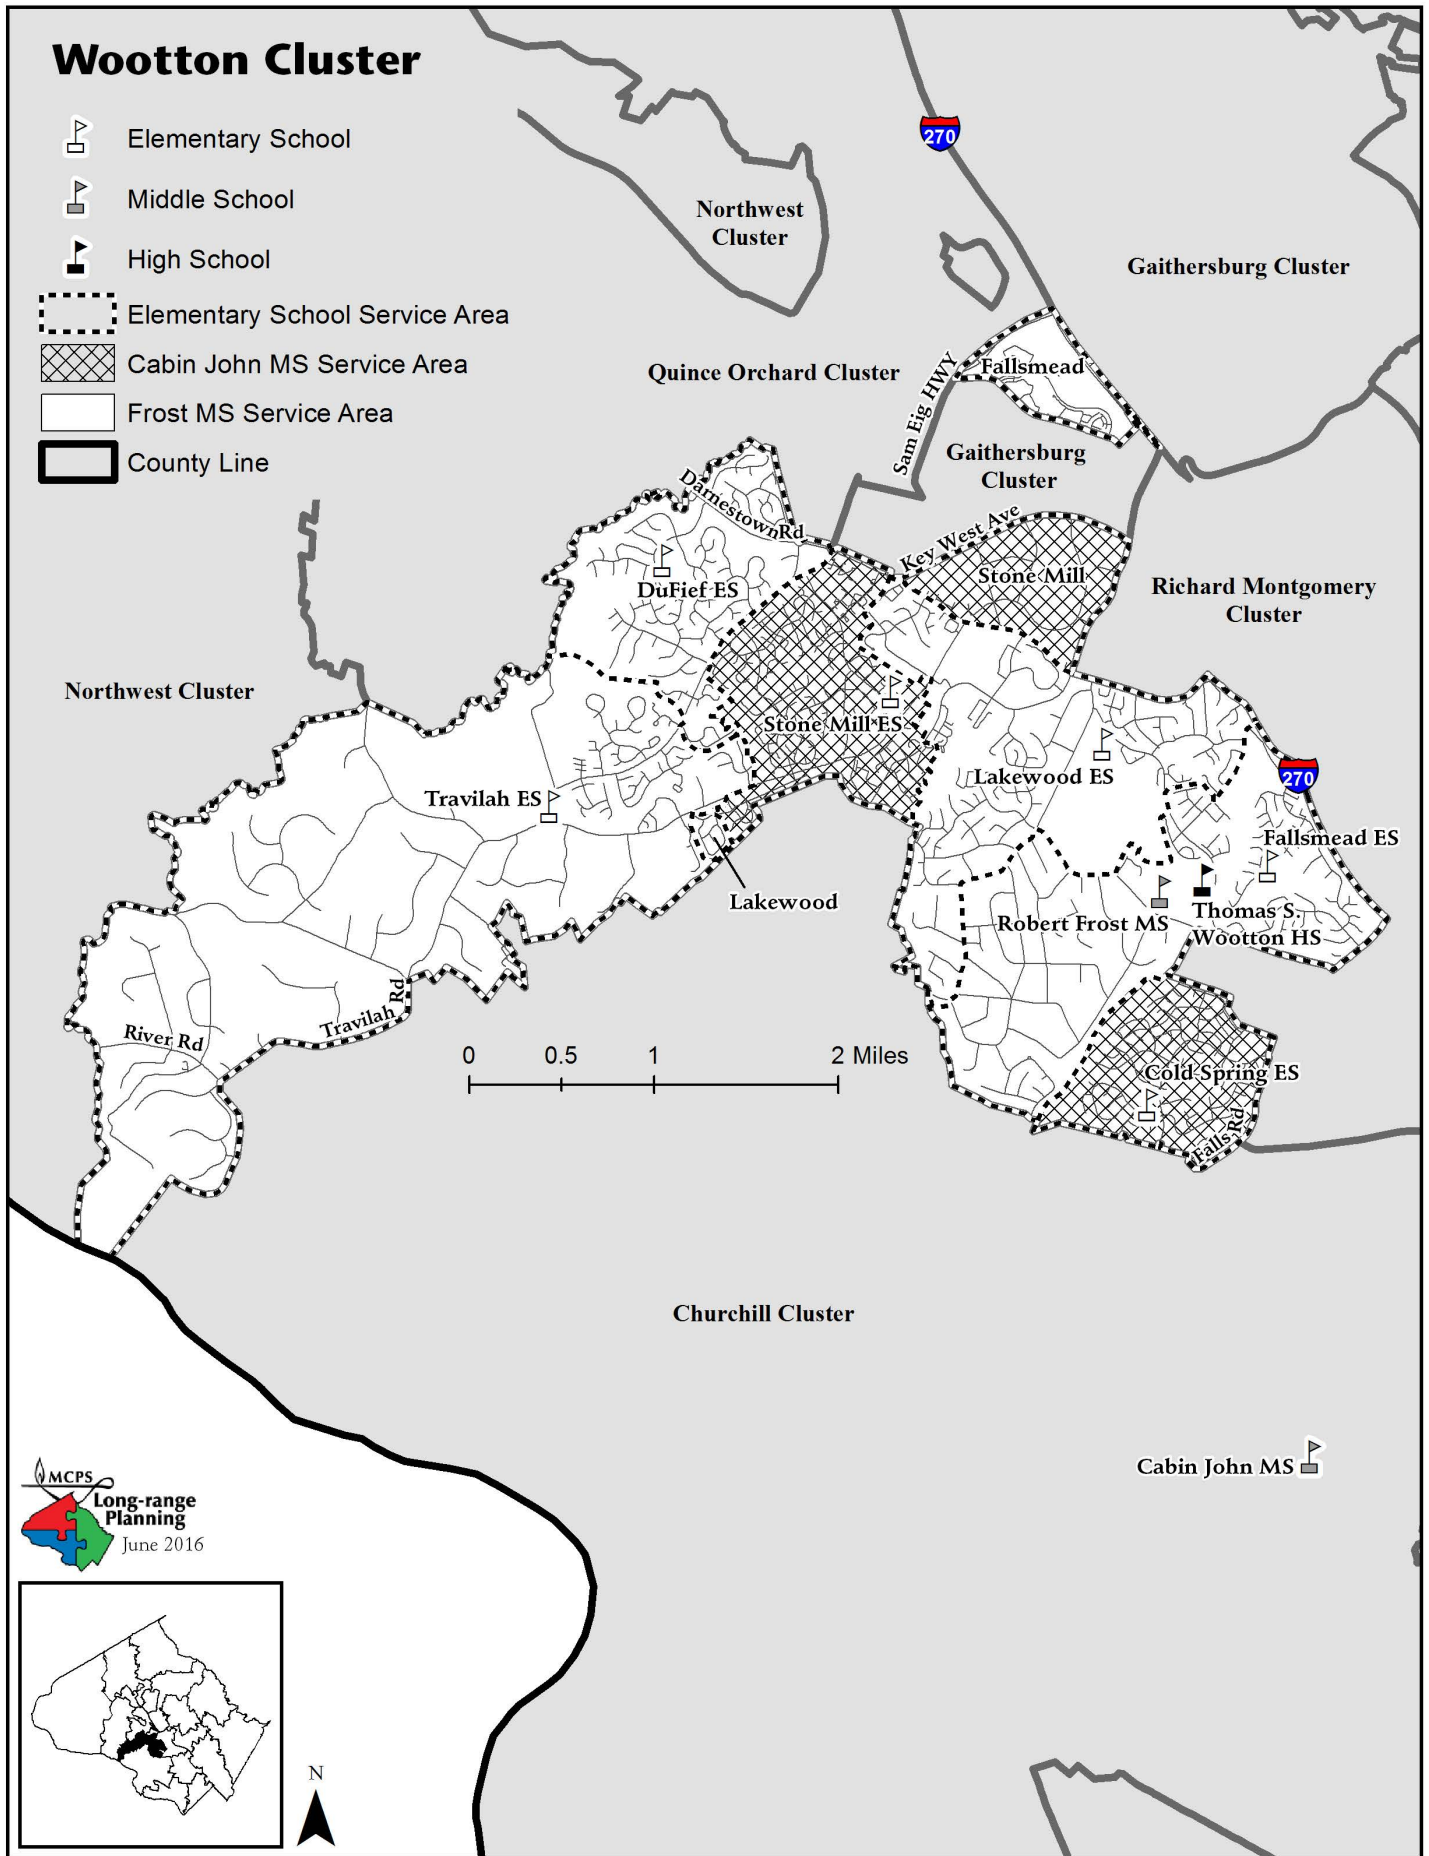 Wootton Cluster
Elementary School
Middle School
High School
Elementary School Service Area
Cabin John MS Service Area
Frost MS Service Area
County Line
270
Northwest
Cluster
Gaithersburg Cluster
Quince Orchard Cluster
Sam Eig HWY
Fallsmead
Gaithersburg
Cluster
Darnestown Rd
Key West Ave
Stone Mill
DuFief ES
Richard Montgomery
Cluster
Northwest Cluster
Stone Mill ES
Lakewood ES
270
Travilah ES
Fallsmead ES
Lakewood
Robert Frost MS
Thomas S.
Wootton HS
Travilah Rd
River Rd
0 0.5 1 2 Miles
Cold Spring ES
Falls Rd
Churchill Cluster
Cabin John MS
MCPS
Long-range
Planning
June 2016
N